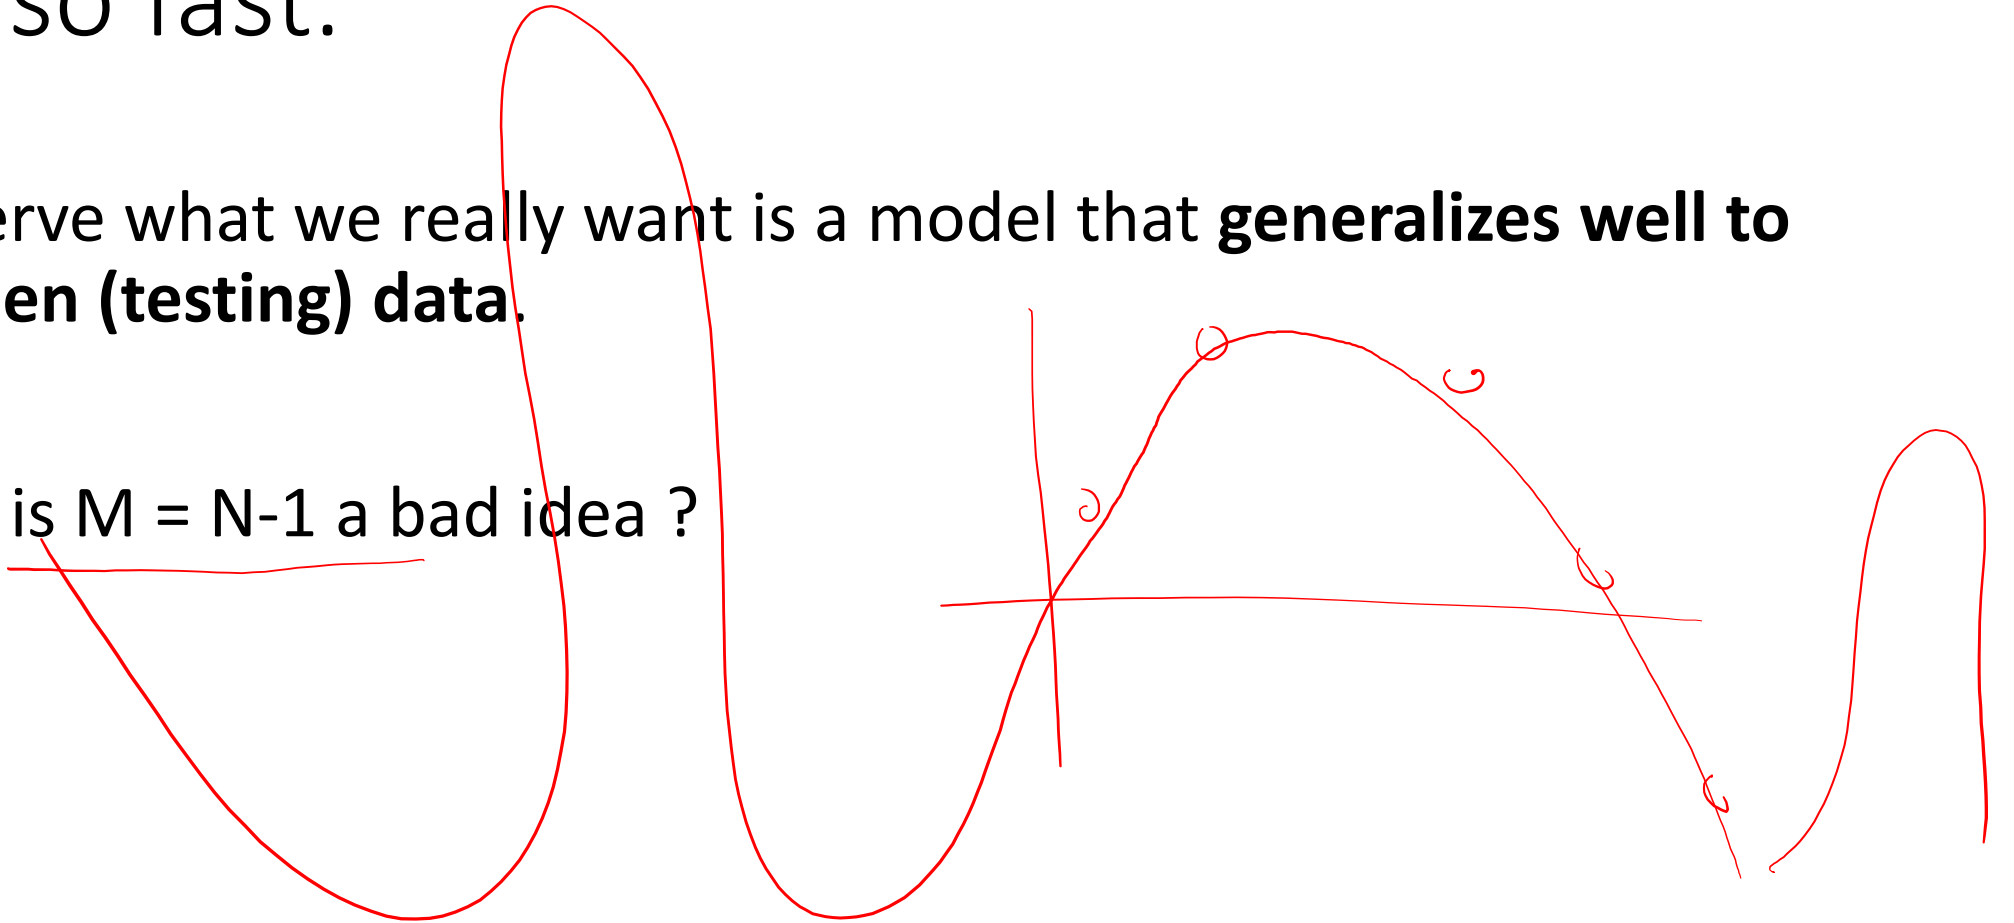 so fast.
erve what we really want is a model that generalizes well to
en (testing) data.
is M = N-1 a bad idea ?